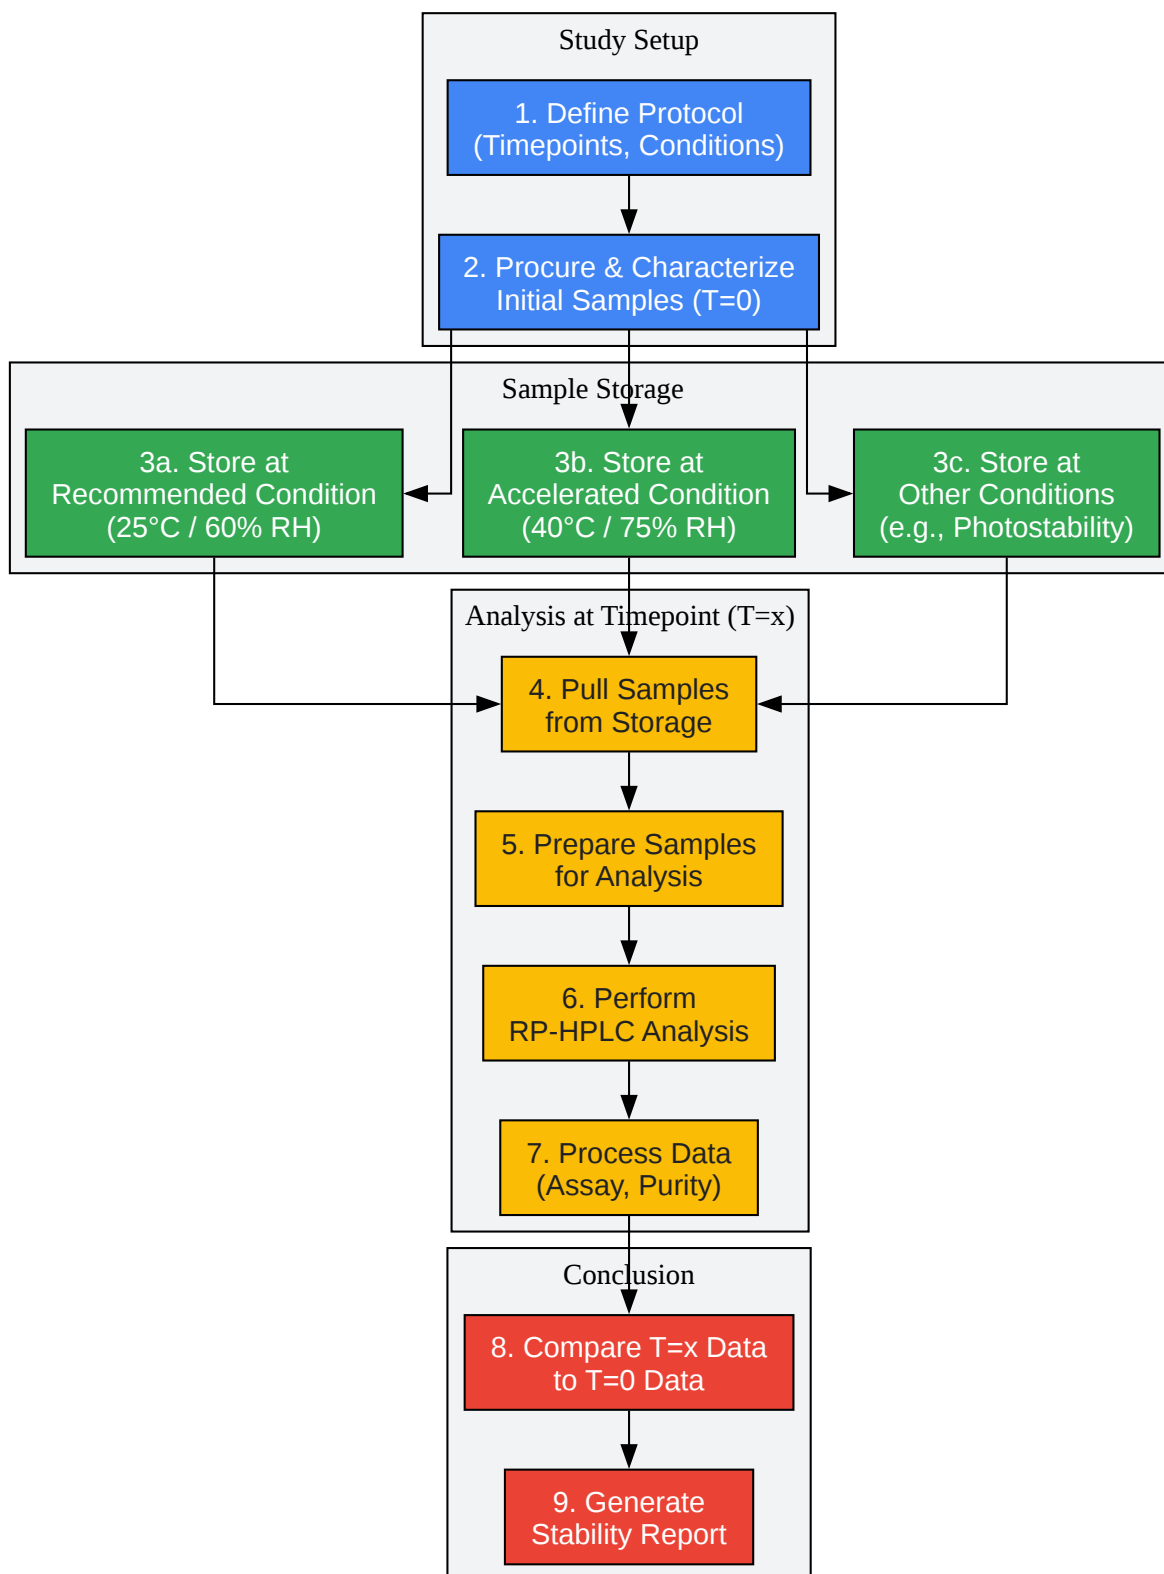 Study Setup
1. Define Protocol
(Timepoints, Conditions)
2. Procure & Characterize
Initial Samples (T=0)
Sample Storage
3a. Store at
Recommended Condition
(25°C / 60% RH)
3b. Store at
Accelerated Condition
(40°C / 75% RH)
3c. Store at
Other Conditions
(e.g., Photostability)
Analysis at Timepoint (T=x)
4. Pull Samples
from Storage
5. Prepare Samples
for Analysis
6. Perform
RP-HPLC Analysis
7. Process Data
(Assay, Purity)
Conclusion
8. Compare T=x Data
to T=0 Data
9. Generate
Stability Report